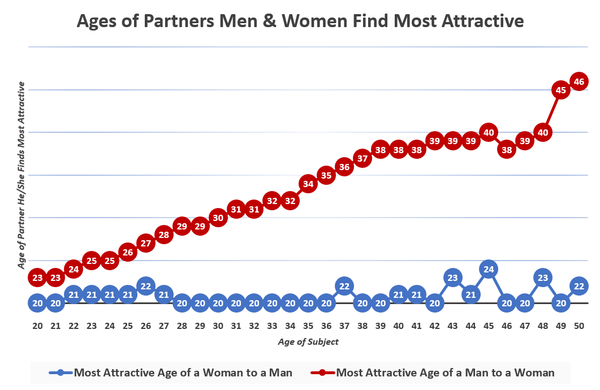 Ages of Partners Men & Women Find Most Attractive
Age of Partner He/She Finds Most Attractive
23 23 24 25 25 26 27 28 29 29 30 31 31 32 32 34 35 36 37 38 38 38 39 39 39 40 38 39 40 45 46
20 20 21 21 21 21 22 21 20 20 20 20 20 20 20 20 20 22 20 20 21 21 20 23 21 24 20 20 23 20 22
20 21 22 23 24 25 26 27 28 29 30 31 32 33 34 35 36 37 38 39 40 41 42 43 44 45 46 47 48 49 50
Age of Subject
Most Attractive Age of a Woman to a Man Most Attractive Age of a Man to a Woman